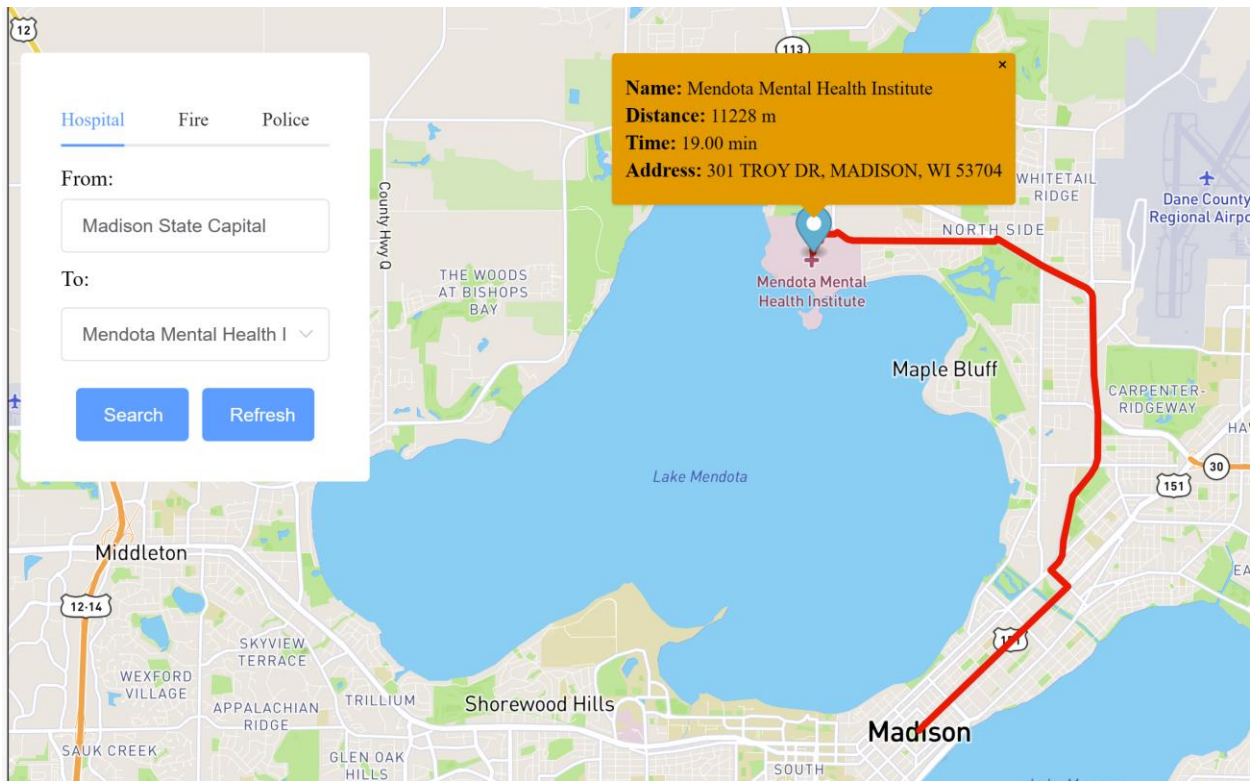 12
113
Hospital Fire Police
From:
Madison State Capital
To:
Mendota Mental Health I
Search Refresh
×
Name: Mendota Mental Health Institute
Distance: 11228 m
Time: 19.00 min
Address: 301 TROY DR, MADISON, WI 53704
County Hwy Q
WHITETAIL
RIDGE
Dane County
Regional Airpo
NORTH SIDE
THE WOODS
AT BISHOPS
BAY
Mendota Mental
Health Institute
Maple Bluff
CARPENTER-
RIDGEWAY
HA
30
151
Lake Mendota
Middleton
12-14
EA
SKYVIEW
TERRACE
WEXFORD
VILLAGE
APPALACHIAN
RIDGE
TRILLIUM
Shorewood Hills
Madison
SAUK CREEK
GLEN OAK
HILLS
SOUTH